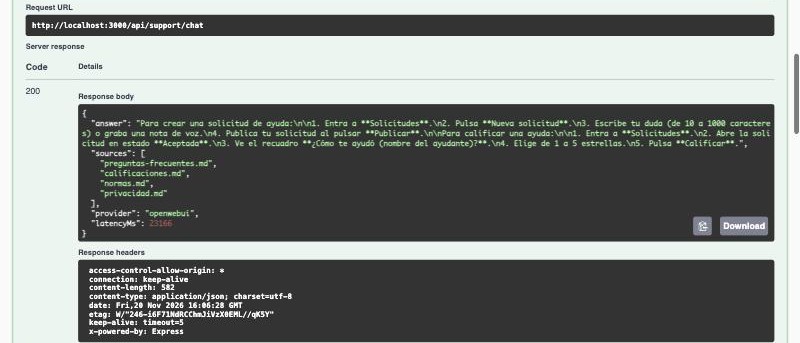 Request URL
http://localhost:3000/api/support/chat
Server response
Code Details
200
Response body
{
"answer": "Para crear una solicitud de ayuda:\n\n1. Entra a **Solicitudes**.\n2. Pulsa **Nueva solicitud**.\n3. Escribe tu duda (de 10 a 1000 caractere
s) o graba una nota de voz.\n4. Publica tu solicitud al pulsar **Publicar**.\n\nPara calificar una ayuda:\n\n1. Entra a **Solicitudes**.\n2. Abre la soli
citud en estado **Aceptada**.\n3. Ve el recuadro **¿Cómo te ayudó (nombre del ayudante)?**.\n4. Elige de 1 a 5 estrellas.\n5. Pulsa **Calificar**.",
"sources": [
"preguntas-frecuentes.md",
"calificaciones.md",
"normas.md",
"privacidad.md"
],
"provider": "openwebui",
"latencyMs": 23166
}
Download
Response headers
access-control-allow-origin: *
connection: keep-alive
content-length: 582
content-type: application/json; charset=utf-8
date: Fri,20 Nov 2026 16:06:28 GMT
etag: W/"246-i6F71NdRCChmJiVzX0EML//qK5Y"
keep-alive: timeout=5
x-powered-by: Express